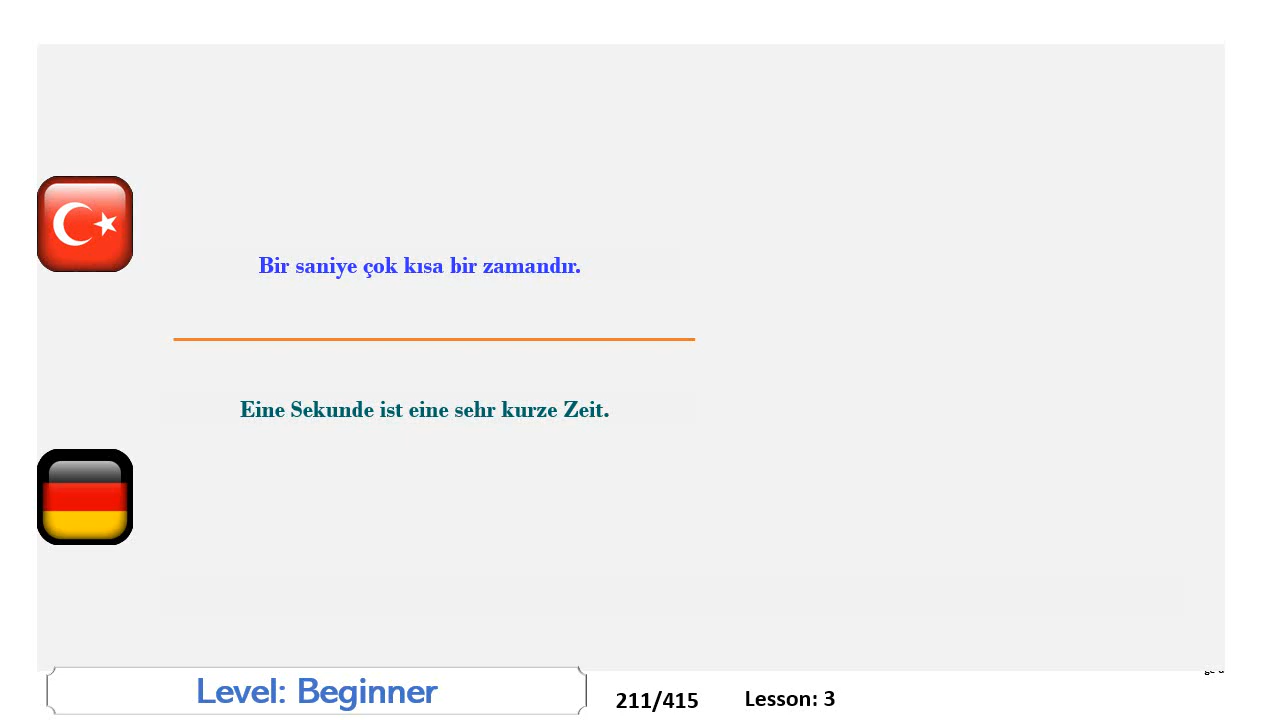 Bir saniye çok kısa bir zamandır.
Eine Sekunde ist eine sehr kurze Zeit.
Level: Beginner
211/415
Lesson: 3